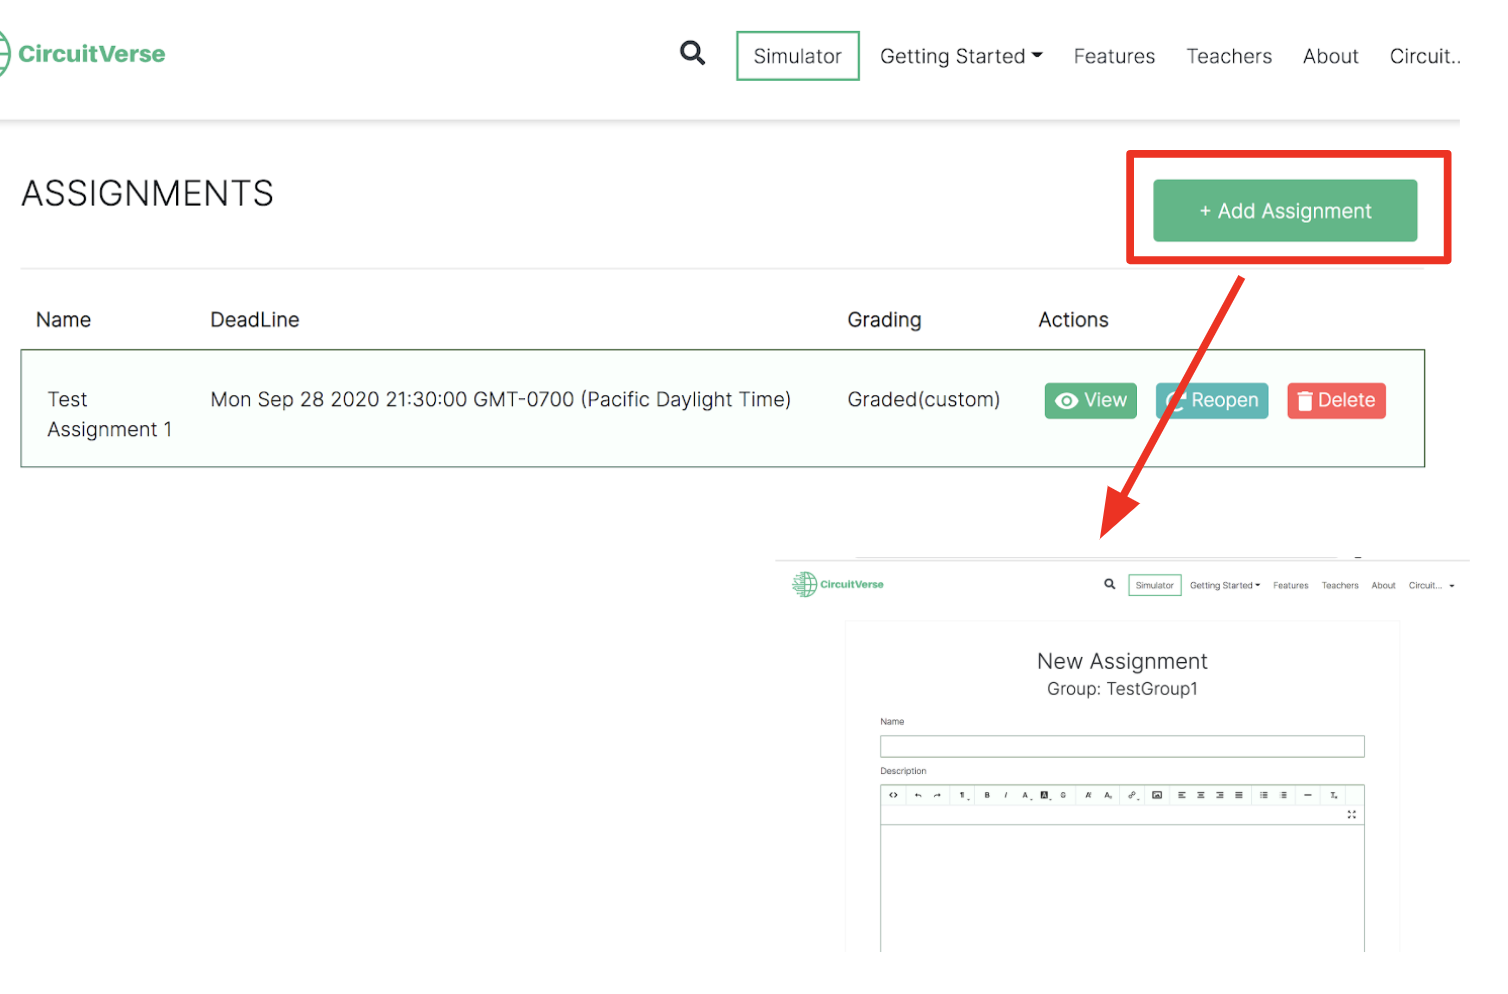 CircuitVerse
Simulator Getting Started Features Teachers About Circuit..
ASSIGNMENTS
+ Add Assignment
Name DeadLine Grading Actions
Test Assignment 1 Mon Sep 28 2020 21:30:00 GMT-0700 (Pacific Daylight Time) Graded(custom) View Reopen Delete
CircuitVerse
Simulator Getting Started Features Teachers About Circuit...
New Assignment
Group: TestGroup1
Name
Description